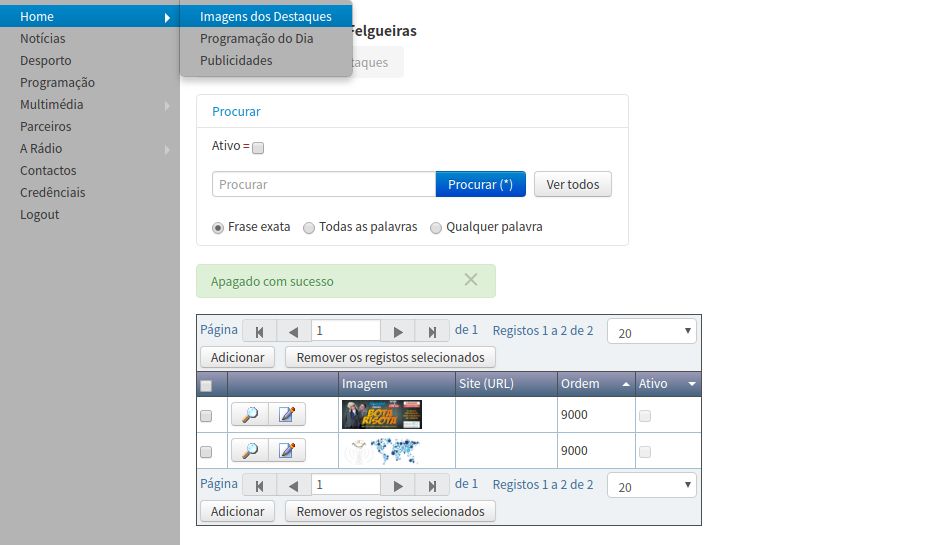 Home
Notícias
Desporto
Programação
Multimédia
Parceiros
A Rádio
Contactos
Credênciais
Logout
Imagens dos Destaques
Programação do Dia
Publicidades
Felgueiras
taques
Procurar
Ativo =
Procurar
Procurar (*)
Ver todos
Frase exata
Todas as palavras
Qualquer palavra
Apagado com sucesso
Página 1 de 1 Registos 1 a 2 de 2 20
Adicionar Remover os registos selecionados
Imagem Site (URL) Ordem Ativo
BOTA RISOTA
9000
9000
Página 1 de 1 Registos 1 a 2 de 2 20
Adicionar Remover os registos selecionados